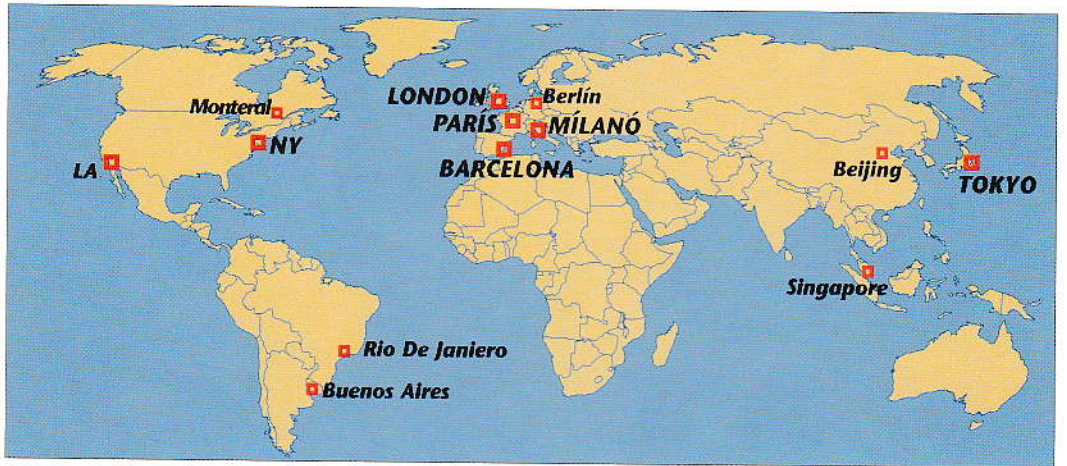 LONDON
Berlín
Monteral
PARÍS
MÍLANÓ
NY
BARCELONA
LA
Beijing
TOKYO
Singapore
Rio De Janiero
Buenos Aires